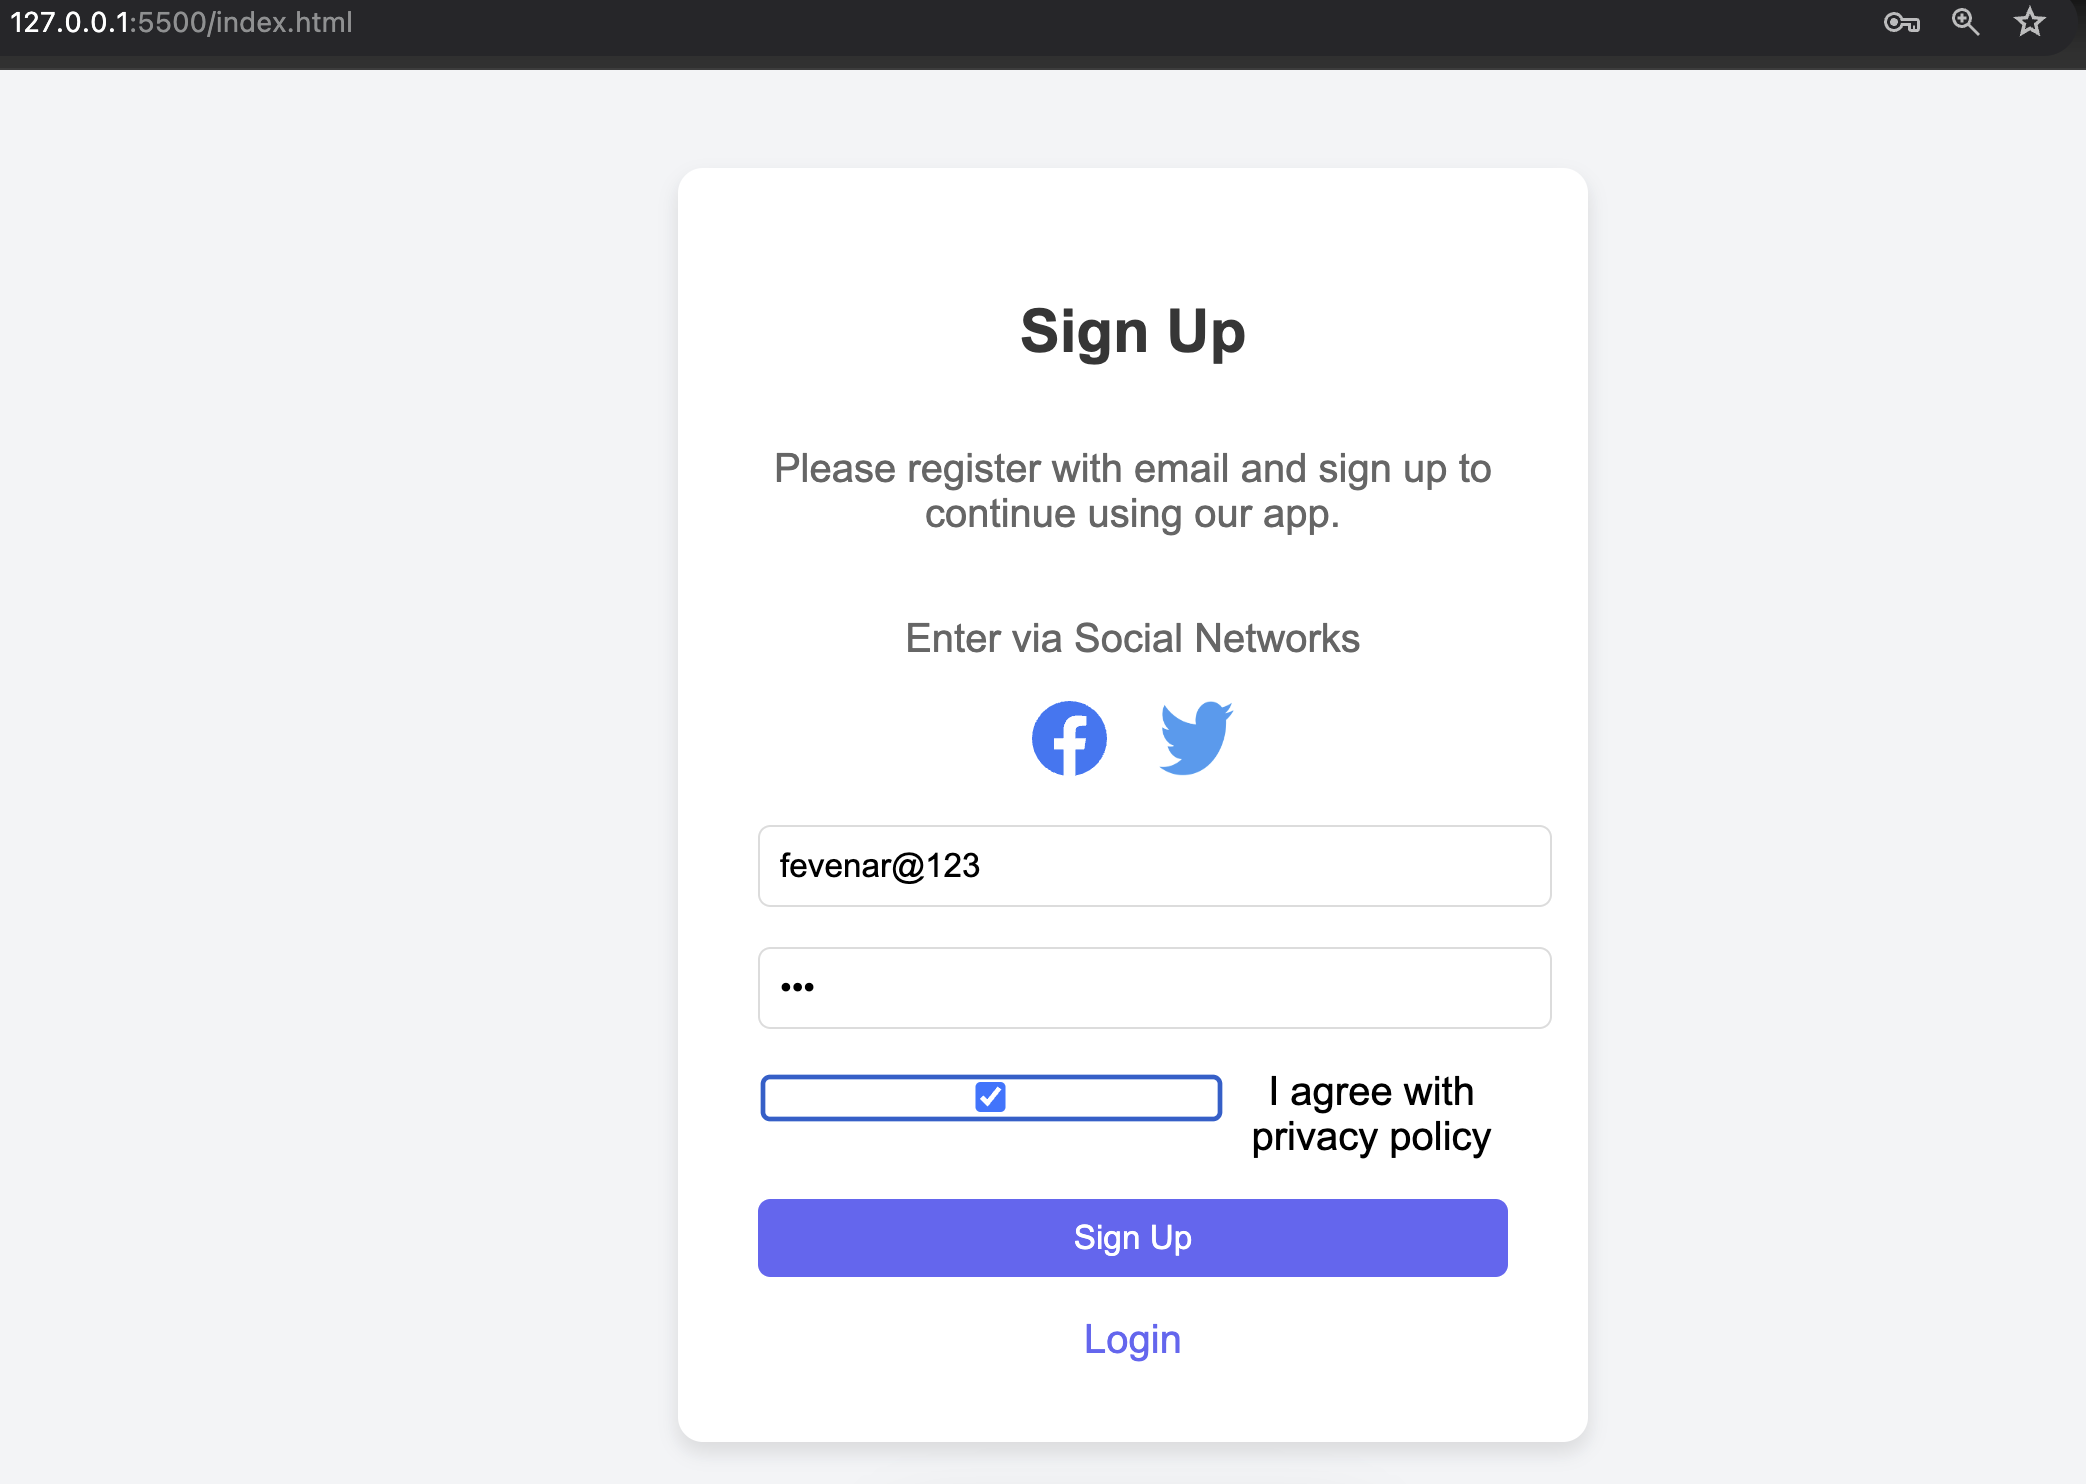 127.0.0.1:5500/index.html
Sign Up
Please register with email and sign up to
continue using our app.
Enter via Social Networks
fevenar@123
•••
I agree with
privacy policy
Sign Up
Login